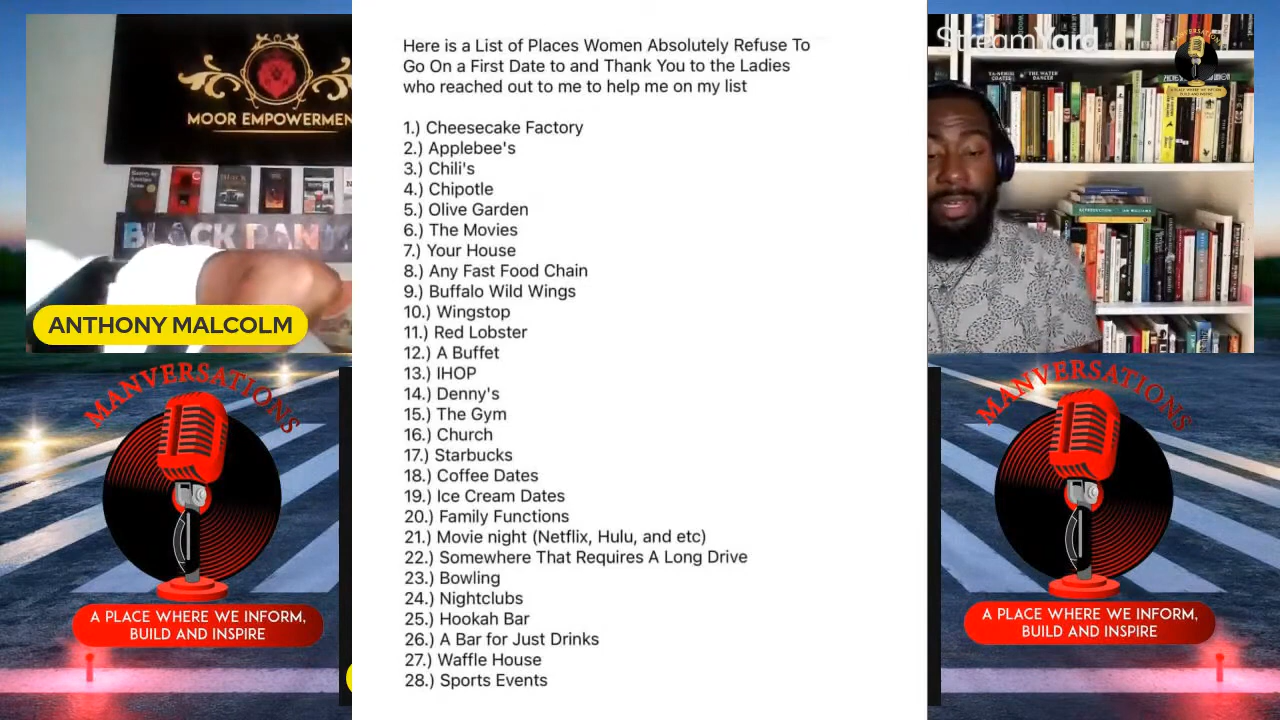 MOOR EMPOWERMEN
BLACK PAN
ANTHONY MALCOLM
MANVERSATIONS
A PLACE WHERE WE INFORM,
BUILD AND INSPIRE
Here is a List of Places Women Absolutely Refuse To
Go On a First Date to and Thank You to the Ladies
who reached out to me to help me on my list
1.) Cheesecake Factory
2.) Applebee's
3.) Chili's
4.) Chipotle
5.) Olive Garden
6.) The Movies
7.) Your House
8.) Any Fast Food Chain
9.) Buffalo Wild Wings
10.) Wingstop
11.) Red Lobster
12.) A Buffet
13.) IHOP
14.) Denny's
15.) The Gym
16.) Church
17.) Starbucks
18.) Coffee Dates
19.) Ice Cream Dates
20.) Family Functions
21.) Movie night (Netflix, Hulu, and etc)
22.) Somewhere That Requires A Long Drive
23.) Bowling
24.) Nightclubs
25.) Hookah Bar
26.) A Bar for Just Drinks
27.) Waffle House
28.) Sports Events
StreamYard
MANVERSATIONS
THE WATER
DANCER
MANVERSATIONS
A PLACE WHERE WE INFORM,
BUILD AND INSPIRE